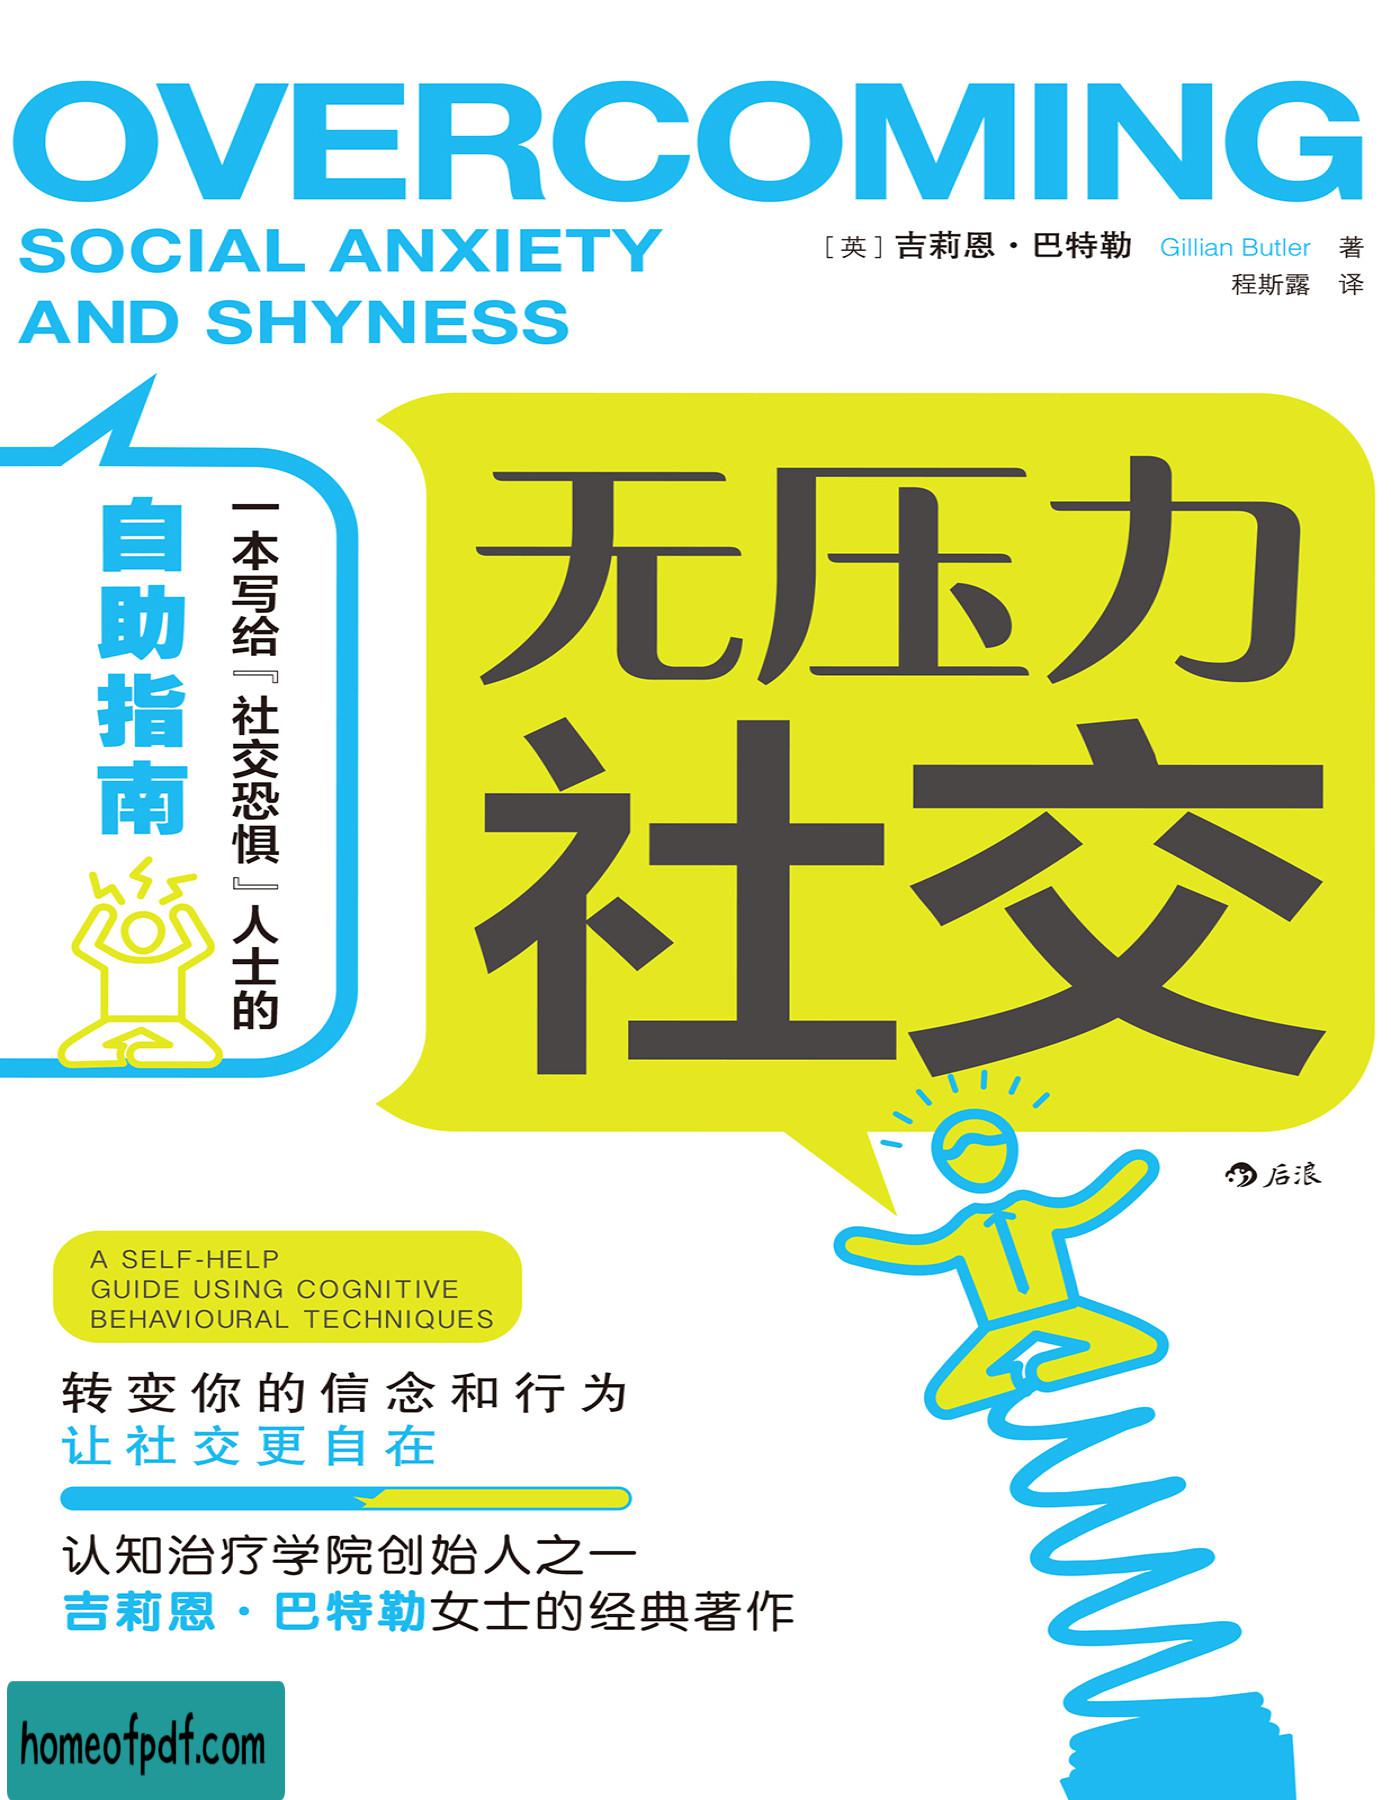 OVERCOMING
SOCIAL ANXIETY
AND SHYNESS
[英]吉莉恩·巴特勒 Gillian Butler 著
程斯露 译
一本写给『社交恐惧』人士的
自助指南
无压力
社交
后浪
A SELF-HELP
GUIDE USING COGNITIVE
BEHAVIOURAL TECHNIQUES
转变你的信念和行为
让社交更自在
认知治疗学院创始人之一
吉莉恩·巴特勒女士的经典著作
homeofpdf.com